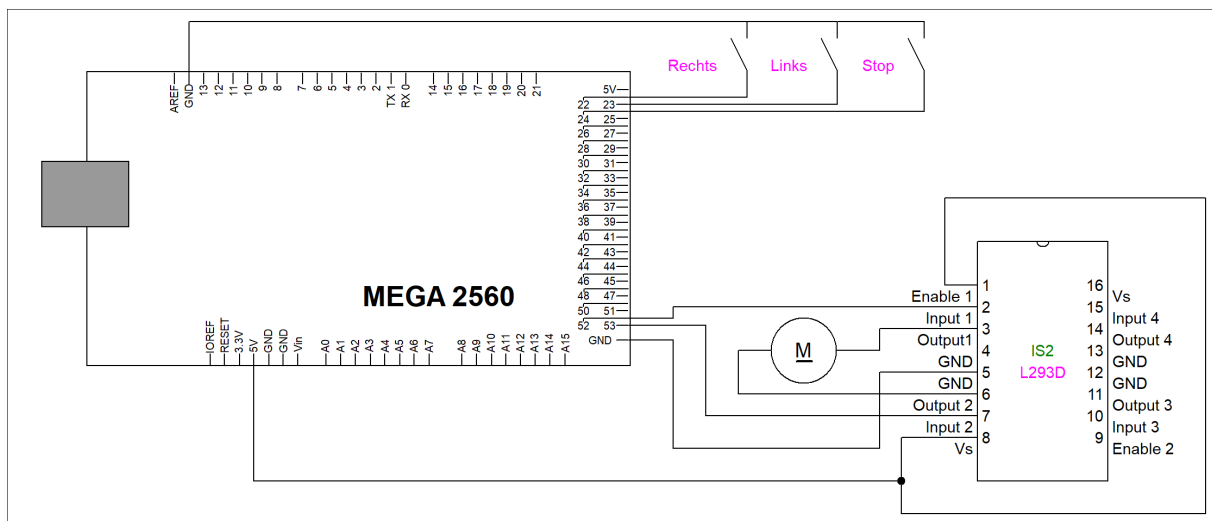 Rechts
Links
Stop
AREF
GND
13
12
11
10
9
8
7
6
5
4
3
2
TX 1
RX 0
14
15
16
17
18
19
20
21
5V
22 23
24 25
26 27
28 29
30 31
32 33
34 35
36 37
38 39
40 41
42 43
44 44
46 45
48 47
50 51
52 53
GND
MEGA 2560
IOREF
RESET
3.3V
5V
GND
GND
Vin
A0
A1
A2
A3
A4
A5
A6
A7
A8
A9
A10
A11
A12
A13
A14
A15
M
1 16
Enable 1 Vs
2 15
Input 1 Input 4
3 14
Output1 Output 4
4 IS2 13
GND GND
5 L293D 12
GND GND
6 11
Output 2 Output 3
7 10
Input 2 Input 3
8 9
Vs Enable 2